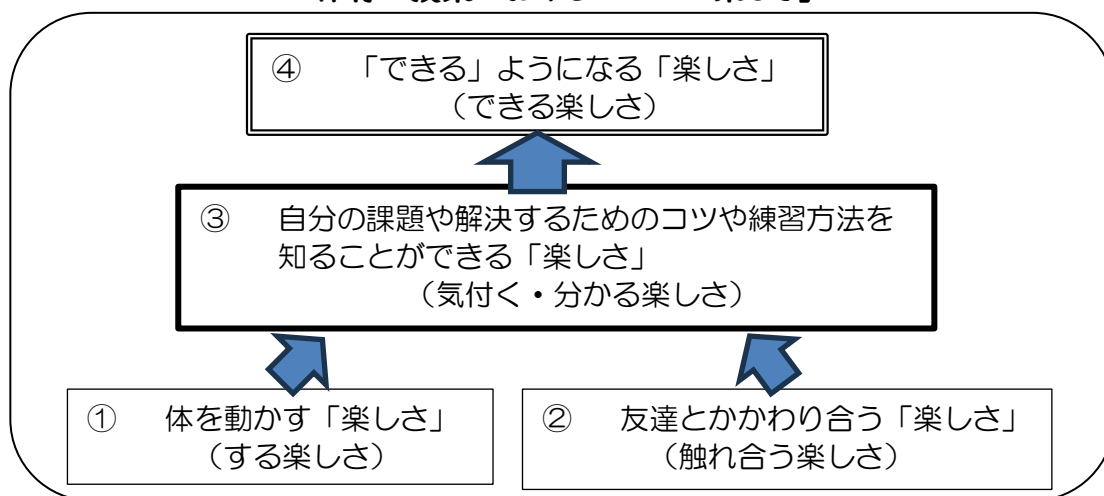 ④ 「できる」ようになる「楽しさ」
（できる楽しさ）
③ 自分の課題や解決するためのコツや練習方法を
知ることができる「楽しさ」
（気付く・分かる楽しさ）
① 体を動かす「楽しさ」
（する楽しさ）
② 友達とかかわり合う「楽しさ」
（触れ合う楽しさ）